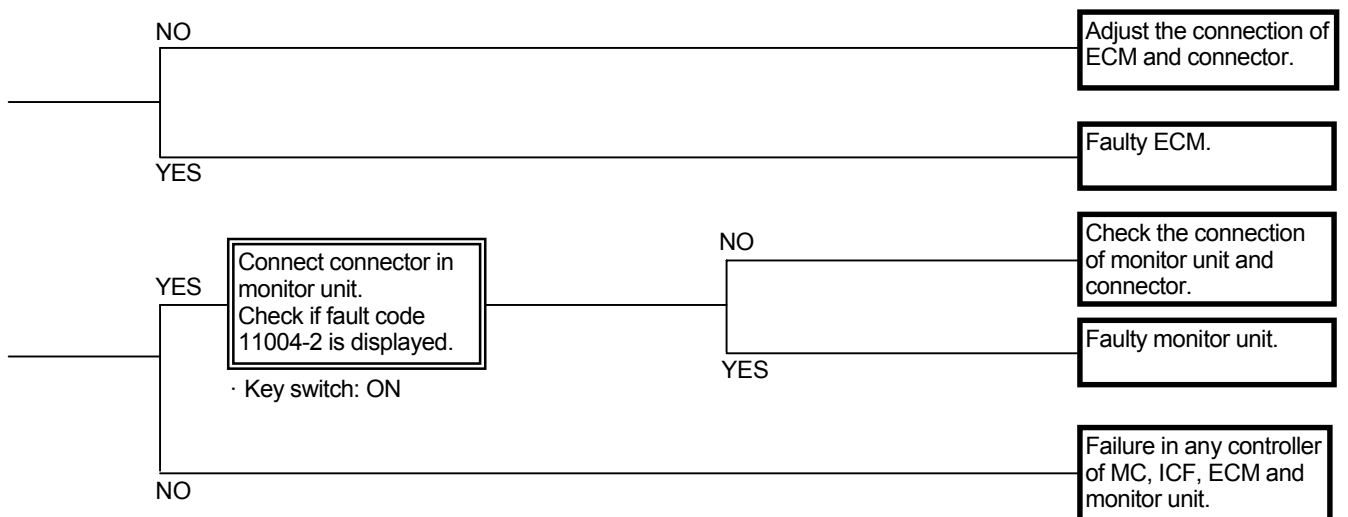 NO
Adjust the connection of
ECM and connector.
Faulty ECM.
YES
YES
Connect connector in
monitor unit.
Check if fault code
11004-2 is displayed.
· Key switch: ON
NO
Check the connection
of monitor unit and
connector.
Faulty monitor unit.
YES
NO
Failure in any controller
of MC, ICF, ECM and
monitor unit.